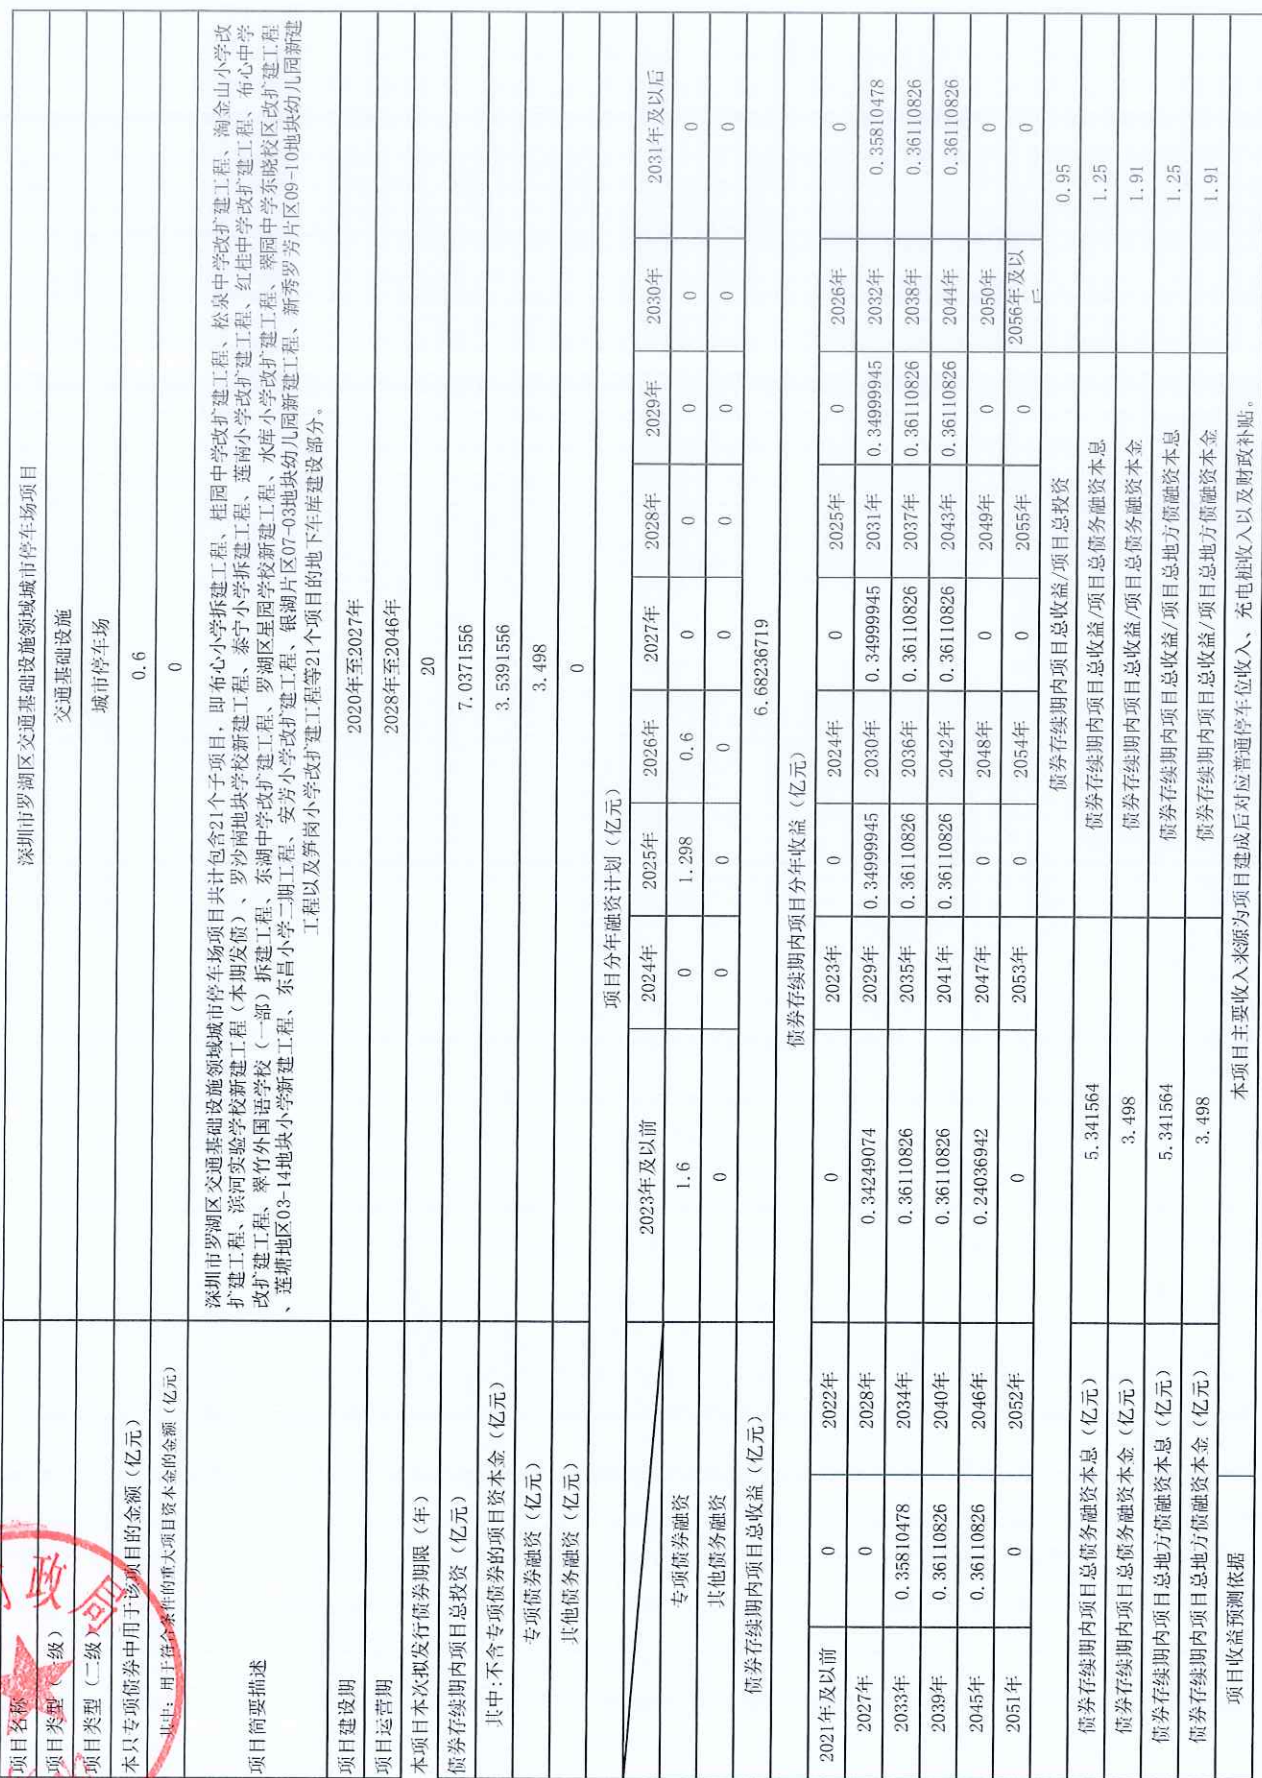 项目名称 深圳市罗湖区交通基础设施领域城市停车场项目
项目类型（一级） 交通基础设施
项目类型（二级） 城市停车场
本只专项债券中用于该项目的金额（亿元） 0.6
其中：用于符合条件的重大项目资本金的金额（亿元） 0
项目简要描述
深圳市罗湖区交通基础设施领域城市停车场项目共计包含21个子项目，即布心小学拆建工程、桂园中学改扩建工程、松泉中学改扩建工程、淘金山小学改
扩建工程、滨河实验学校新建工程（本期发债）、罗沙南地块学校新建工程、泰宁小学拆建工程、莲南小学改扩建工程、红桂中学改扩建工程、布心中学
改扩建工程、翠竹外国语学校（一部）拆建工程、东湖中学改扩建工程、罗湖区星园学校新建工程、水库小学改扩建工程、翠园中学东晓校区改扩建工程
、莲塘地区03-14地块小学新建工程、东昌小学二期工程、安芳小学改扩建工程、银湖片区07-03地块幼儿园新建工程、新秀罗芳片区09-10地块幼儿园新建
工程以及笋岗小学改扩建工程等21个项目的地下车库建设部分。
项目建设期 2020年至2027年
项目运营期 2028年至2046年
本项目本次拟发行债券期限（年） 20
债券存续期内项目总投资（亿元） 7.0371556
其中：不含专项债券的项目资本金（亿元） 3.5391556
专项债券融资（亿元） 3.498
其他债务融资（亿元） 0
项目分年融资计划（亿元）
2023年及以前 2024年 2025年 2026年 2027年 2028年 2029年 2030年 2031年及以后
专项债券融资 1.6 0 1.298 0.6 0 0 0 0 0
其他债务融资 0 0 0 0 0 0 0 0 0
债券存续期内项目总收益（亿元） 6.68236719
债券存续期内项目分年收益（亿元）
2021年及以前 0 2022年 0 2023年 0 2024年 0 2025年 0 2026年 0
2027年 0 2028年 0.34249074 2029年 0.34999945 2030年 0.34999945 2031年 0.34999945 2032年 0.35810478
2033年 0.35810478 2034年 0.36110826 2035年 0.36110826 2036年 0.36110826 2037年 0.36110826 2038年 0.36110826
2039年 0.36110826 2040年 0.36110826 2041年 0.36110826 2042年 0.36110826 2043年 0.36110826 2044年 0.36110826
2045年 0.36110826 2046年 0.24036942 2047年 0 2048年 0 2049年 0 2050年 0
2051年 0 2052年 0 2053年 0 2054年 0 2055年 0 2056年及以后 0
债券存续期内项目总收益/项目总投资 0.95
债券存续期内项目总债务融资本息（亿元） 5.341564 债券存续期内项目总收益/项目总债务融资本息 1.25
债券存续期内项目总债务融资本金（亿元） 3.498 债券存续期内项目总收益/项目总债务融资本金 1.91
债券存续期内项目总地方债融资本息（亿元） 5.341564 债券存续期内项目总收益/项目总地方债融资本息 1.25
债券存续期内项目总地方债融资本金（亿元） 3.498 债券存续期内项目总收益/项目总地方债融资本金 1.91
项目收益预测依据 本项目主要收入来源为项目建成后对应普通停车位收入、充电桩收入以及财政补贴。
政局